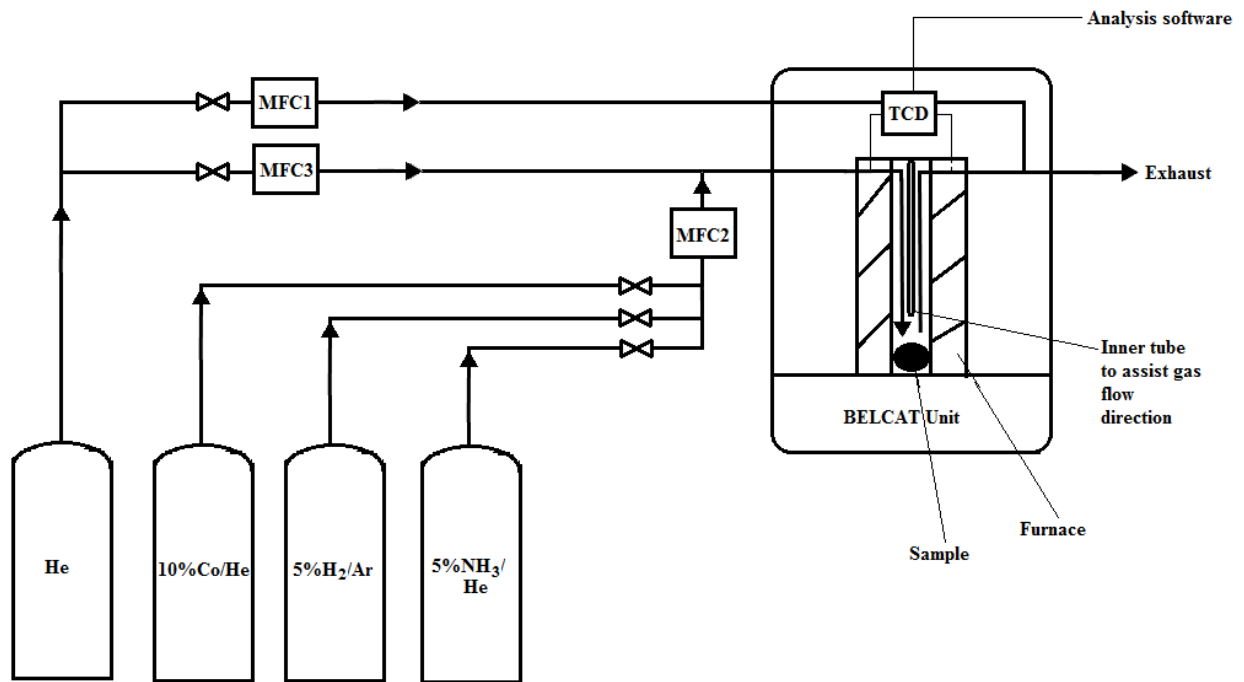 Analysis software
MFC1
TCD
MFC3
Exhaust
MFC2
Inner tube
to assist gas
flow
direction
BELCAT Unit
Furnace
Sample
He
10%Co/He
5%H₂/Ar
5%NH₃/
He